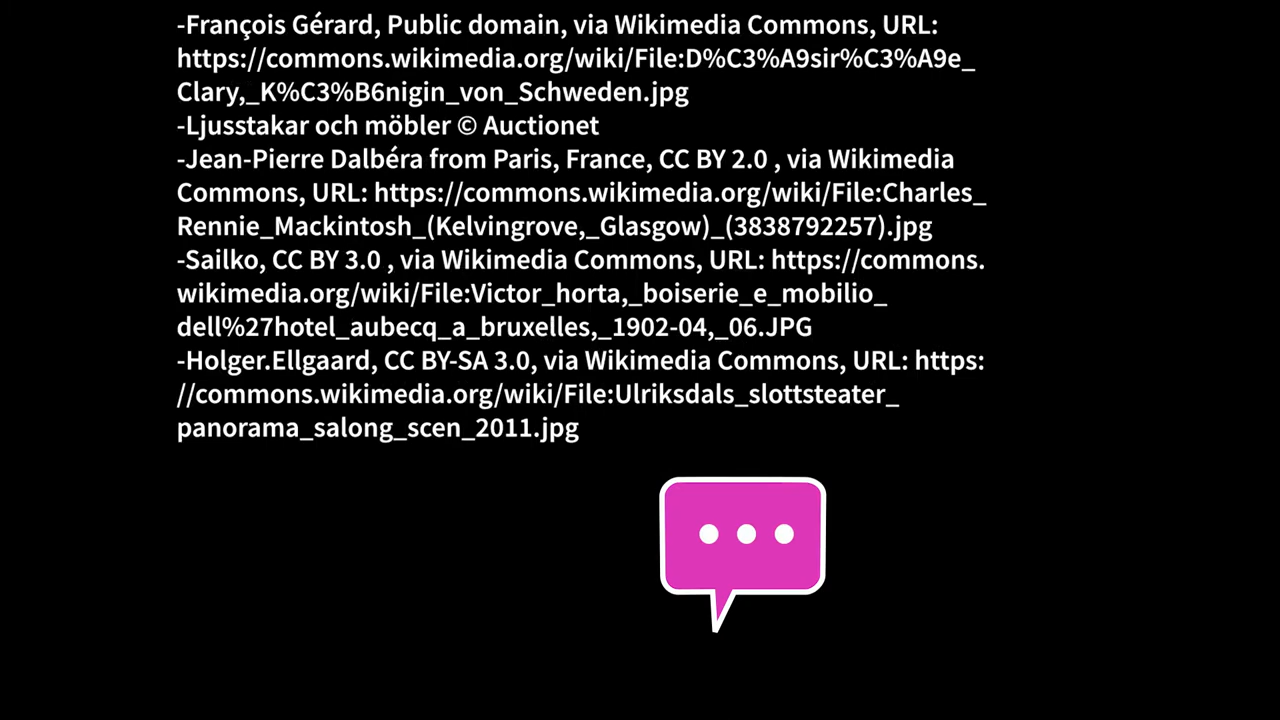 -François Gérard, Public domain, via Wikimedia Commons, URL:
https://commons.wikimedia.org/wiki/File:D%C3%A9sir%C3%A9e_
Clary,_K%C3%B6nigin_von_Schweden.jpg
-Ljusstakar och möbler © Auctionet
-Jean-Pierre Dalbéra from Paris, France, CC BY 2.0 , via Wikimedia
Commons, URL: https://commons.wikimedia.org/wiki/File:Charles_
Rennie_Mackintosh_(Kelvingrove,_Glasgow)_(3838792257).jpg
-Sailko, CC BY 3.0 , via Wikimedia Commons, URL: https://commons.
wikimedia.org/wiki/File:Victor_horta,_boiserie_e_mobilio_
dell%27hotel_aubecq_a_bruxelles,_1902-04,_06.JPG
-Holger.Ellgaard, CC BY-SA 3.0, via Wikimedia Commons, URL: https:
//commons.wikimedia.org/wiki/File:Ulriksdals_slottsteater_
panorama_salong_scen_2011.jpg